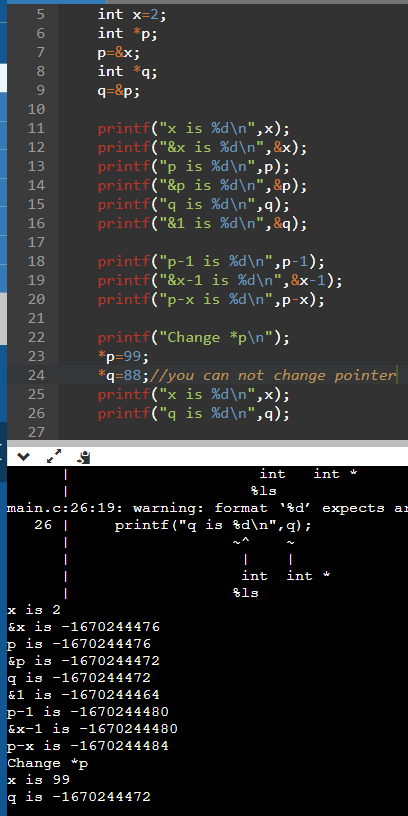 5 int x=2;
6 int *p;
7 p=&x;
8 int *q;
9 q=&p;
10
11 printf("x is %d\n",x);
12 printf("&x is %d\n",&x);
13 printf("p is %d\n",p);
14 printf("&p is %d\n",&p);
15 printf("q is %d\n",q);
16 printf("&1 is %d\n",&q);
17
18 printf("p-1 is %d\n",p-1);
19 printf("&x-1 is %d\n",&x-1);
20 printf("p-x is %d\n",p-x);
21
22 printf("Change *p\n");
23 *p=99;
24 *q=88;//you can not change pointer
25 printf("x is %d\n",x);
26 printf("q is %d\n",q);
27
| int int *
| %ls
main.c:26:19: warning: format ‘%d’ expects ar
26 | printf("q is %d\n",q);
| ~^ ~
| | |
| int int *
| %ls
x is 2
&x is -1670244476
p is -1670244476
&p is -1670244472
q is -1670244472
&1 is -1670244464
p-1 is -1670244480
&x-1 is -1670244480
p-x is -1670244484
Change *p
x is 99
q is -1670244472